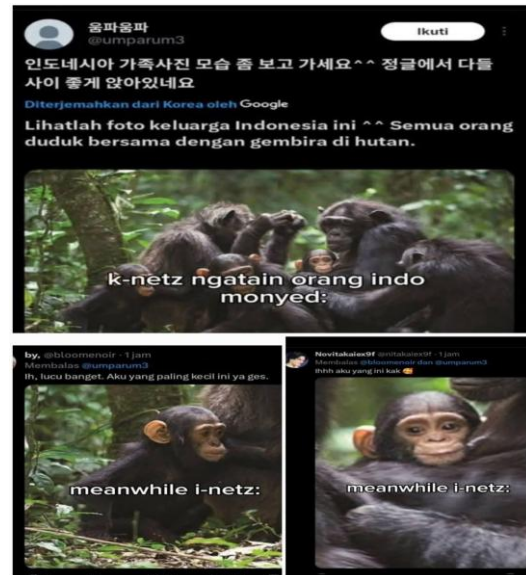 움파움파
@umparum3
Ikuti
인도네시아 가족사진 모습 좀 보고 가세요^^ 정글에서 다들
사이 좋게 앉아있네요
Diterjemahkan dari Korea oleh Google
Lihatlah foto keluarga Indonesia ini ^^ Semua orang
duduk bersama dengan gembira di hutan.
k-netz ngatain orang indo
monyed:
by, @bloomenoir · 1 jam
Membalas @umparum3
Ih, lucu banget. Aku yang paling kecil ini ya ges.
meanwhile i-netz:
Novitakaiex9f @nitakaiex9f · 1 jam
Membalas @bloomenoir dan @umparum3
Ihhh aku yang ini kak 🥰
meanwhile i-netz: